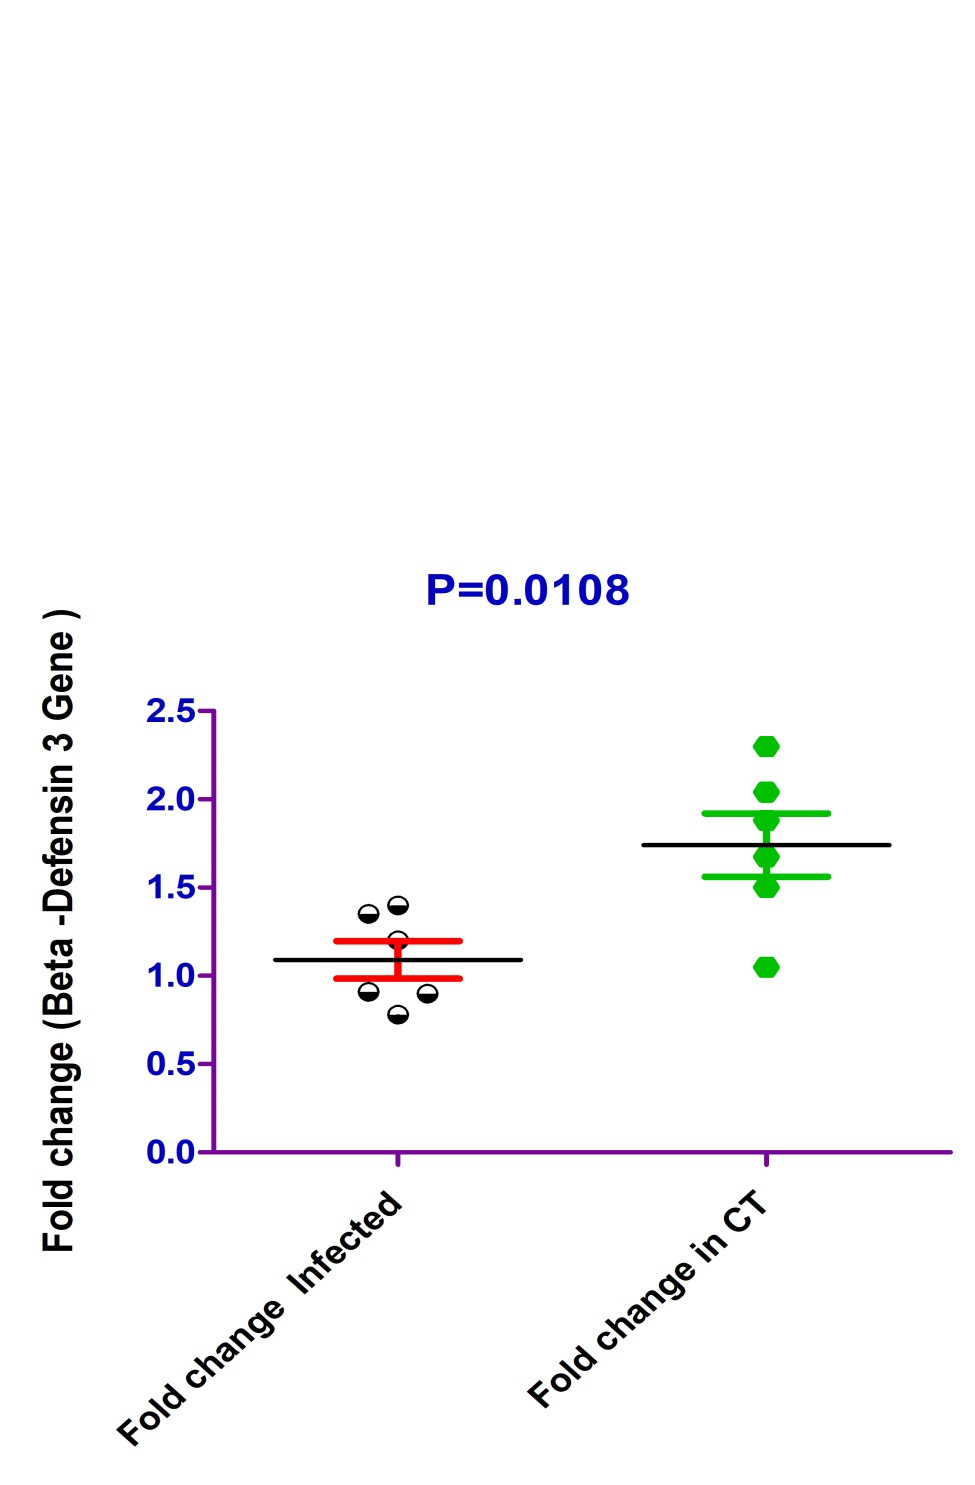 P=0.0108
Fold change (Beta -Defensin 3 Gene )
2.5
2.0
1.5
1.0
0.5
0.0
Fold change  Infected
Fold change in CT